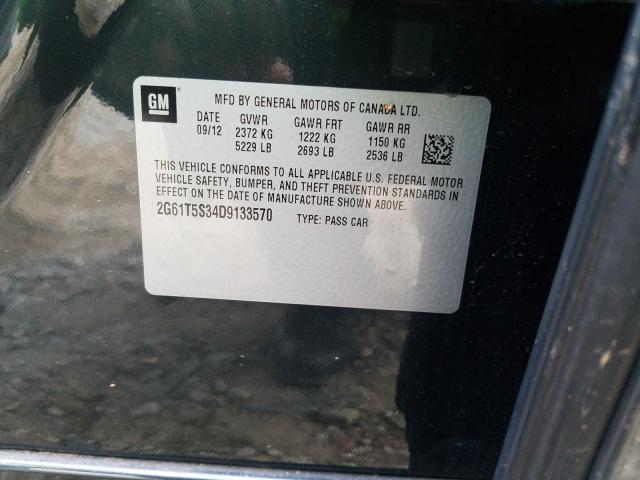 GM
MFD BY GENERAL MOTORS OF CANADA LTD.
DATE GVWR GAWR FRT GAWR RR
09/12 2372 KG 1222 KG 1150 KG
5229 LB 2693 LB 2536 LB
THIS VEHICLE CONFORMS TO ALL APPLICABLE U.S. FEDERAL MOTOR
VEHICLE SAFETY, BUMPER, AND THEFT PREVENTION STANDARDS IN
EFFECT ON THE DATE OF MANUFACTURE SHOWN ABOVE.
2G61T5S34D9133570 TYPE: PASS CAR